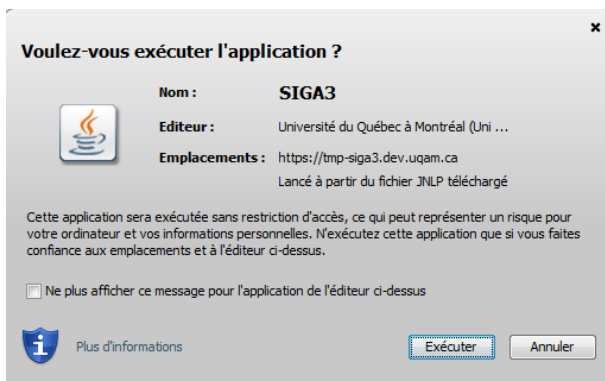 Voulez-vous exécuter l'application ?
Nom : SIGA3
Editeur : Université du Québec à Montréal (Uni ...
Emplacements : https://tmp-siga3.dev.uqam.ca
Lancé à partir du fichier JNLP téléchargé
Cette application sera exécutée sans restriction d'accès, ce qui peut représenter un risque pour
votre ordinateur et vos informations personnelles. N'exécutez cette application que si vous faites
confiance aux emplacements et à l'éditeur ci-dessus.
Ne plus afficher ce message pour l'application de l'éditeur ci-dessus
Plus d'informations Exécuter Annuler